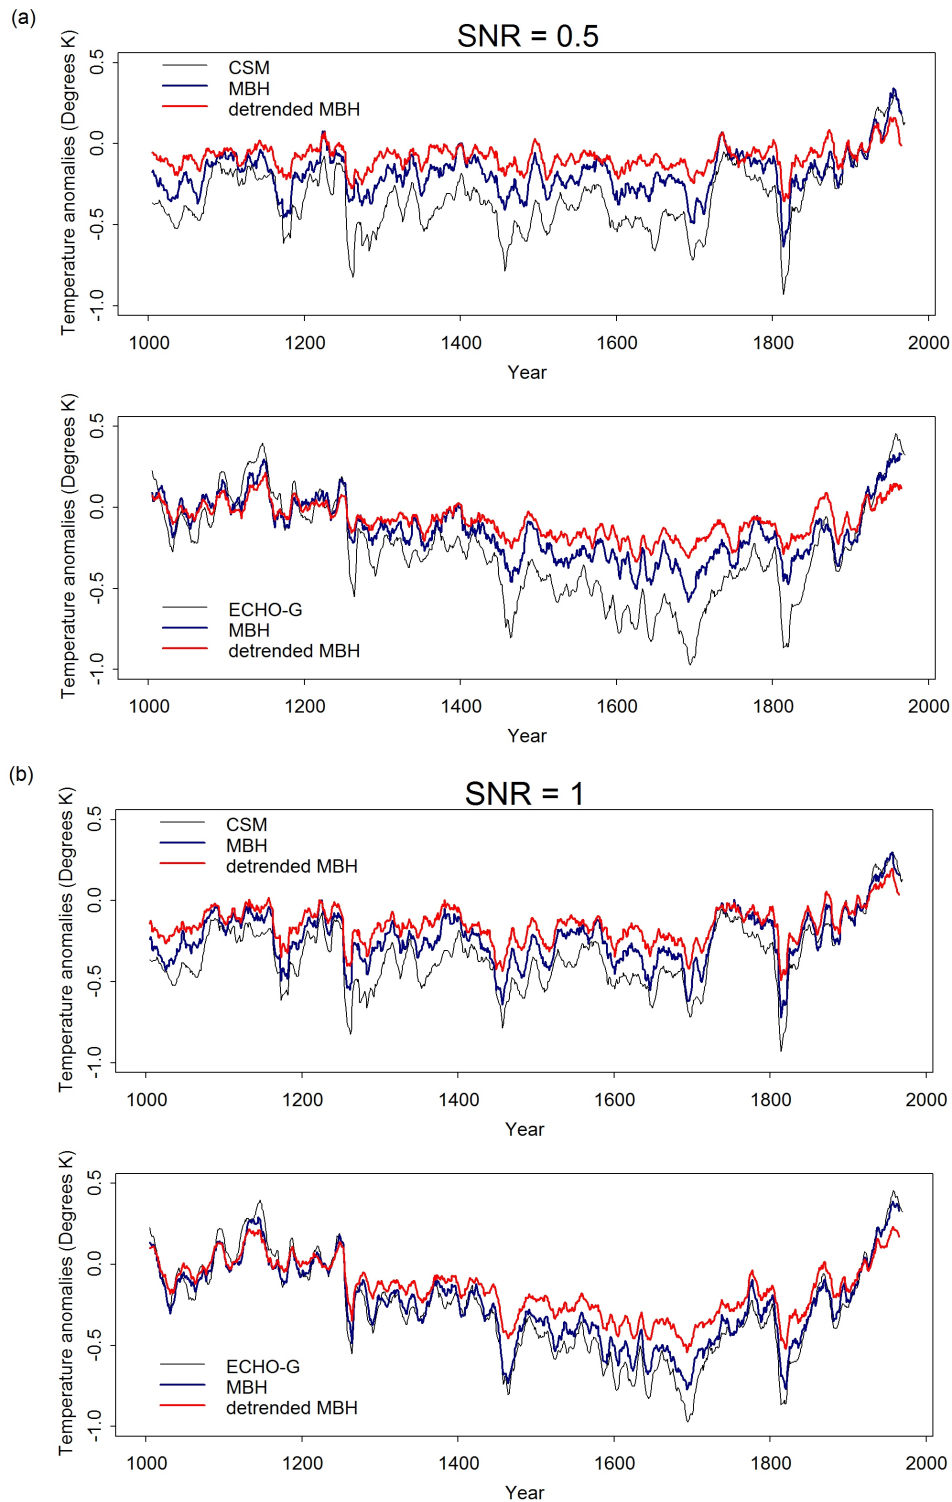 (a)
SNR = 0.5
Temperature anomalies (Degrees K)
0.5
0.0
-0.5
-1.0
CSM
MBH
detrended MBH
1000 1200 1400 1600 1800 2000
Year
Temperature anomalies (Degrees K)
0.5
0.0
-0.5
-1.0
ECHO-G
MBH
detrended MBH
1000 1200 1400 1600 1800 2000
Year
(b)
SNR = 1
Temperature anomalies (Degrees K)
0.5
0.0
-0.5
-1.0
CSM
MBH
detrended MBH
1000 1200 1400 1600 1800 2000
Year
Temperature anomalies (Degrees K)
0.5
0.0
-0.5
-1.0
ECHO-G
MBH
detrended MBH
1000 1200 1400 1600 1800 2000
Year